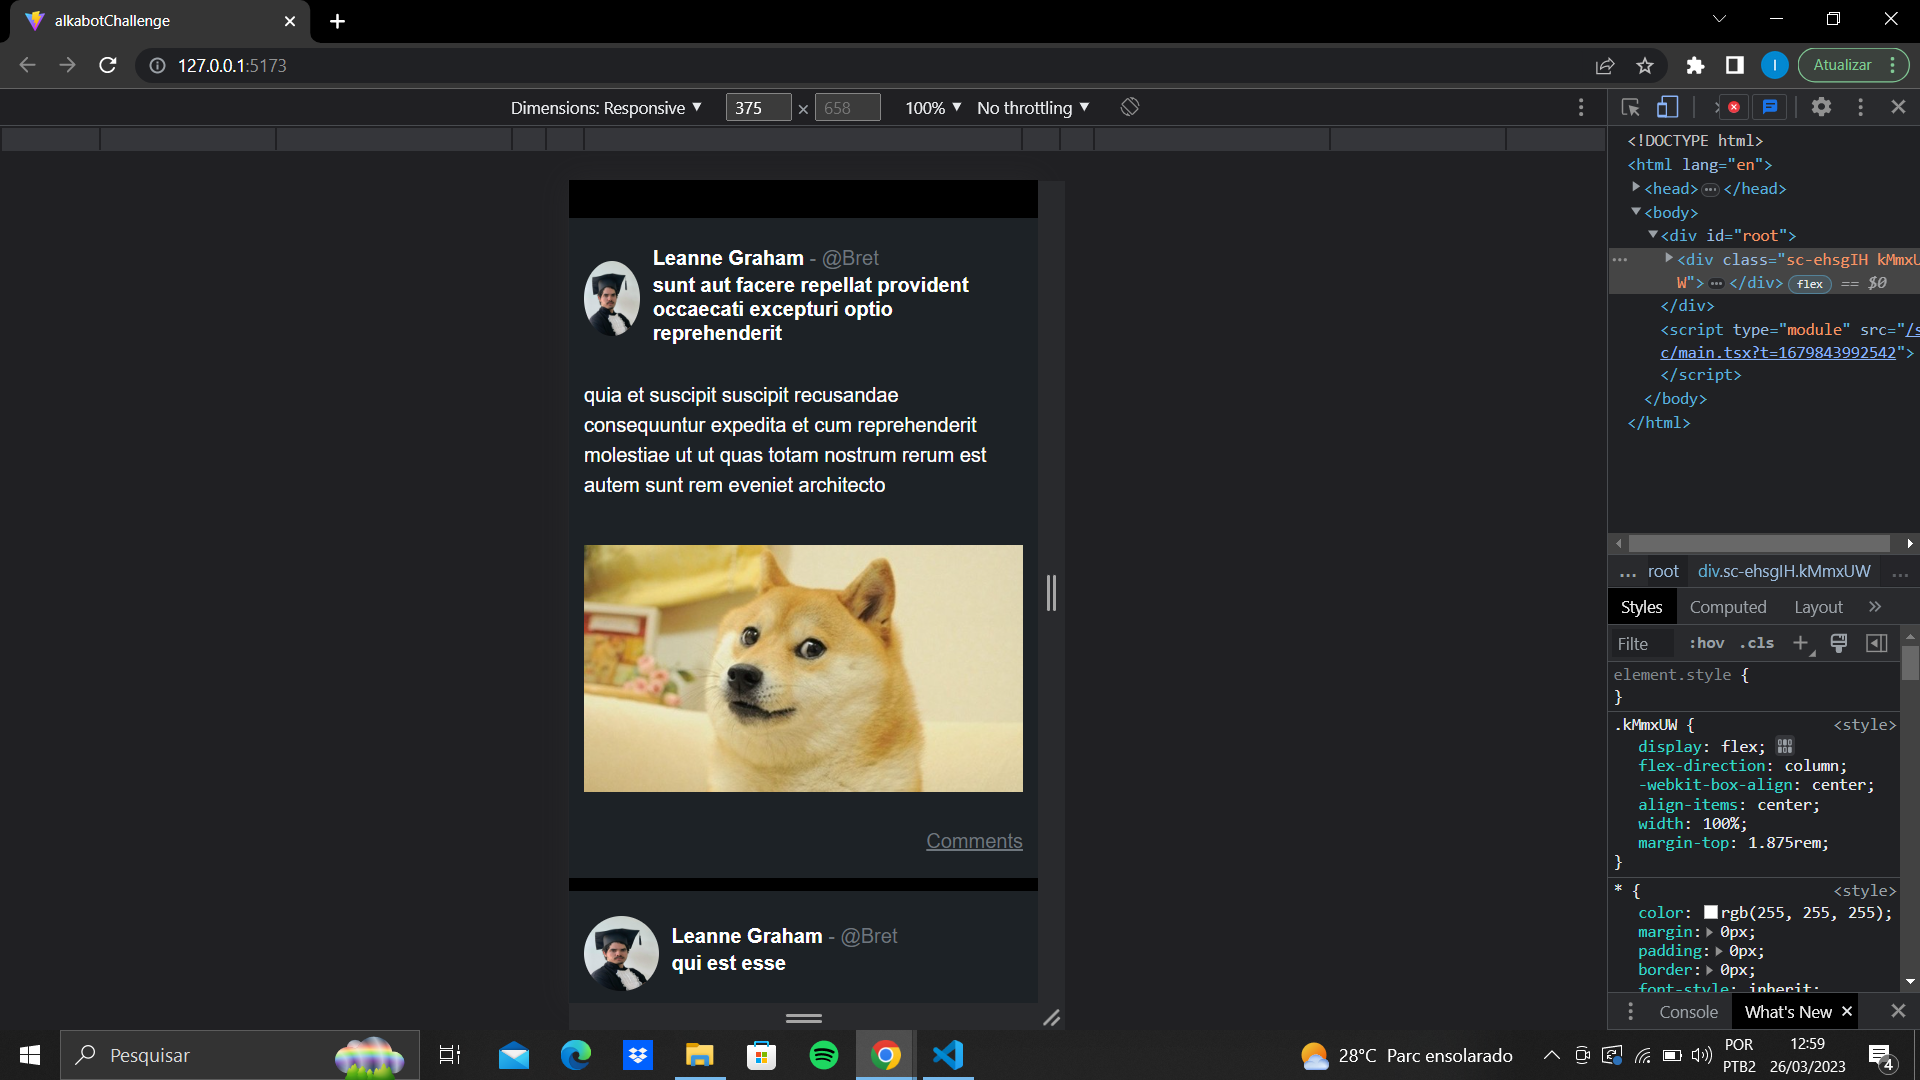 alkabotChallenge
127.0.0.1:5173
I
Atualizar
Dimensions: Responsive
375
×
658
100%
No throttling
Leanne Graham - @Bret
sunt aut facere repellat provident
occaecati excepturi optio
reprehenderit
quia et suscipit suscipit recusandae
consequuntur expedita et cum reprehenderit
molestiae ut ut quas totam nostrum rerum est
autem sunt rem eveniet architecto
Comments
Leanne Graham - @Bret
qui est esse
<!DOCTYPE html>
<html lang="en">
<head> … </head>
<body>
<div id="root">
… <div class="sc-ehsgIH kMmxU
W"> … </div> flex == $0
</div>
<script type="module" src="/s
c/main.tsx?t=1679843992542">
</script>
</body>
</html>
… root div.sc-ehsgIH.kMmxUW …
Styles Computed Layout »
Filte :hov .cls
element.style {
}
.kMmxUW { <style>
display: flex;
flex-direction: column;
-webkit-box-align: center;
align-items: center;
width: 100%;
margin-top: 1.875rem;
}
* { <style>
color: rgb(255, 255, 255);
margin: 0px;
padding: 0px;
border: 0px;
font-style: inherit;
Console What's New
Pesquisar
28°C Parc ensolarado
POR
PTB2
12:59
26/03/2023
4